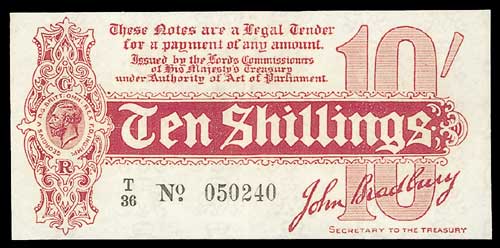 These Notes are a Legal Tender
for a payment of any amount.
Issued by the Lords Commissioners
of His Majesty's Treasury
under Authority of Act of Parliament.
10/
G
R
Ten Shillings
T
36
No. 050240
John Bradbury
SECRETARY TO THE TREASURY